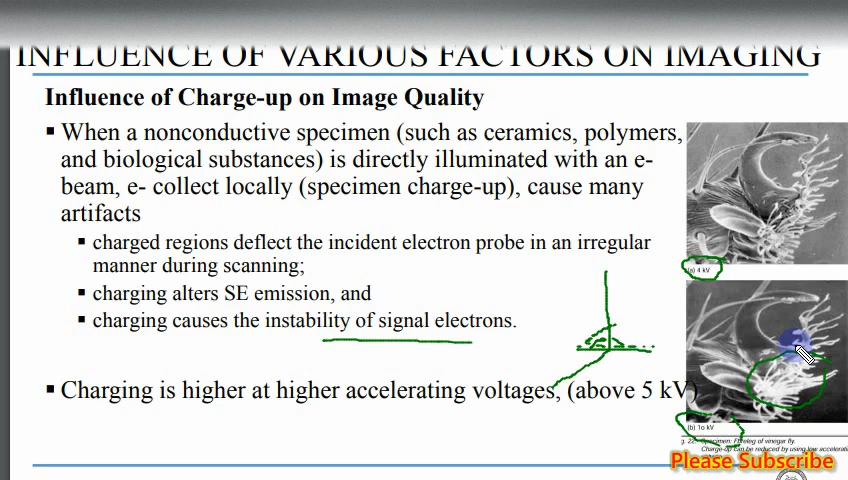 INFLUENCE OF VARIOUS FACTORS ON IMAGING
Influence of Charge-up on Image Quality
▪ When a nonconductive specimen (such as ceramics, polymers,
and biological substances) is directly illuminated with an e-
beam, e- collect locally (specimen charge-up), cause many
artifacts
▪ charged regions deflect the incident electron probe in an irregular
manner during scanning;
▪ charging alters SE emission, and
▪ charging causes the instability of signal electrons.
▪ Charging is higher at higher accelerating voltages, (above 5 kV)
(a) 4 kV
(b) 1o kV
g. 22. Specimen: Foreleg of vinegar fly.
Charge-up can be reduced by using low accelerati
Please Subscribe